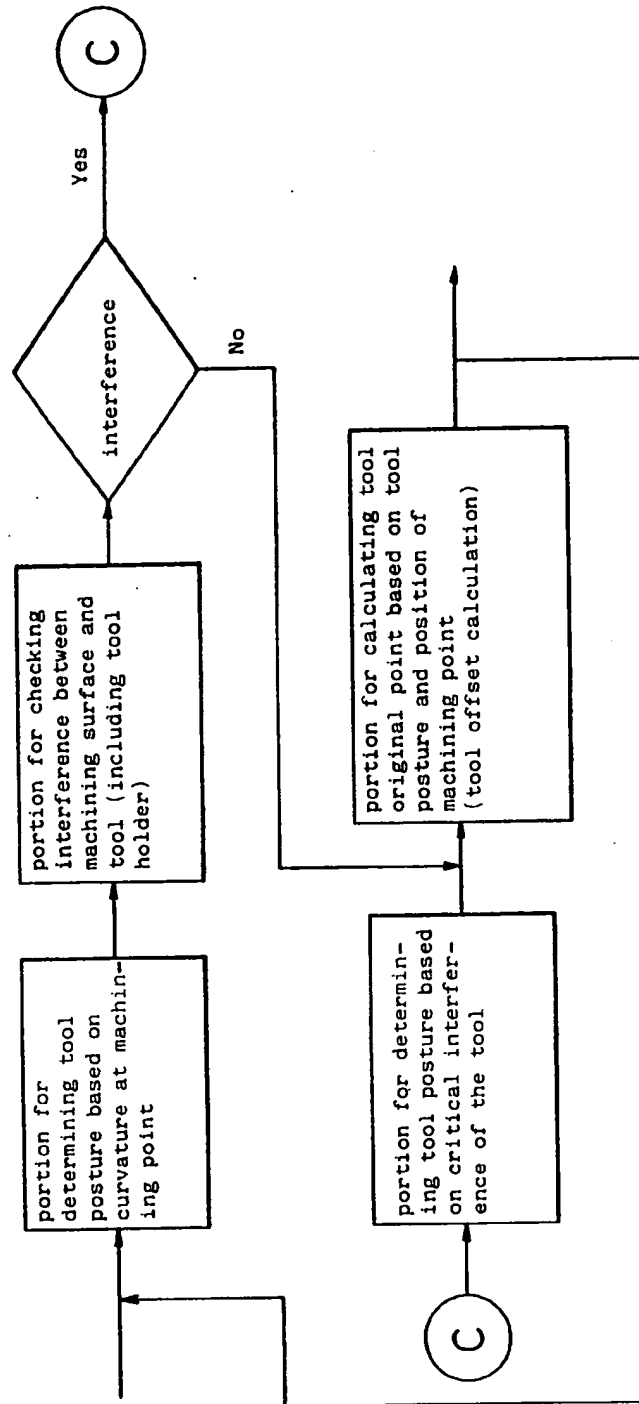 portion for
determining tool
posture based on
curvature at machin-
ing point
portion for checking
interference between
machining surface and
tool (including tool
holder)
interference
Yes
C
No
C
portion for determin-
ing tool posture based
on critical interfer-
ence of the tool
portion for calculating tool
original point based on tool
posture and position of
machining point
(tool offset calculation)